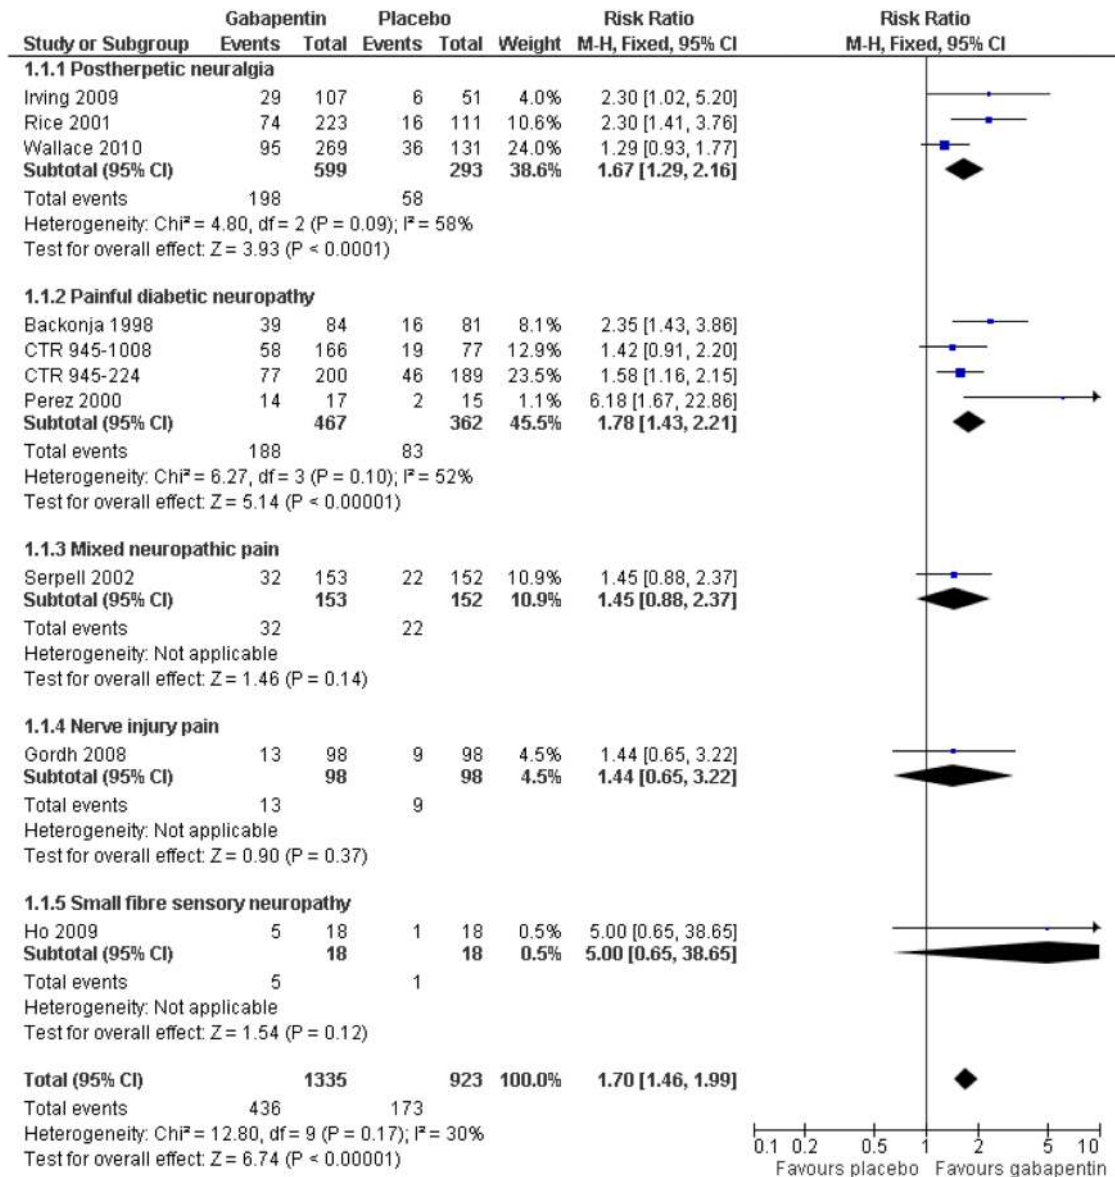 Gabapentin Placebo Risk Ratio Risk Ratio
Study or Subgroup Events Total Events Total Weight M-H, Fixed, 95% CI M-H, Fixed, 95% CI
1.1.1 Postherpetic neuralgia
Irving 2009 29 107 6 51 4.0% 2.30 [1.02, 5.20]
Rice 2001 74 223 16 111 10.6% 2.30 [1.41, 3.76]
Wallace 2010 95 269 36 131 24.0% 1.29 [0.93, 1.77]
Subtotal (95% CI) 599 293 38.6% 1.67 [1.29, 2.16]
Total events 198 58
Heterogeneity: Chi² = 4.80, df = 2 (P = 0.09); I² = 58%
Test for overall effect: Z = 3.93 (P < 0.0001)
1.1.2 Painful diabetic neuropathy
Backonja 1998 39 84 16 81 8.1% 2.35 [1.43, 3.86]
CTR 945-1008 58 166 19 77 12.9% 1.42 [0.91, 2.20]
CTR 945-224 77 200 46 189 23.5% 1.58 [1.16, 2.15]
Perez 2000 14 17 2 15 1.1% 6.18 [1.67, 22.86]
Subtotal (95% CI) 467 362 45.5% 1.78 [1.43, 2.21]
Total events 188 83
Heterogeneity: Chi² = 6.27, df = 3 (P = 0.10); I² = 52%
Test for overall effect: Z = 5.14 (P < 0.00001)
1.1.3 Mixed neuropathic pain
Serpell 2002 32 153 22 152 10.9% 1.45 [0.88, 2.37]
Subtotal (95% CI) 153 152 10.9% 1.45 [0.88, 2.37]
Total events 32 22
Heterogeneity: Not applicable
Test for overall effect: Z = 1.46 (P = 0.14)
1.1.4 Nerve injury pain
Gordh 2008 13 98 9 98 4.5% 1.44 [0.65, 3.22]
Subtotal (95% CI) 98 98 4.5% 1.44 [0.65, 3.22]
Total events 13 9
Heterogeneity: Not applicable
Test for overall effect: Z = 0.90 (P = 0.37)
1.1.5 Small fibre sensory neuropathy
Ho 2009 5 18 1 18 0.5% 5.00 [0.65, 38.65]
Subtotal (95% CI) 18 18 0.5% 5.00 [0.65, 38.65]
Total events 5 1
Heterogeneity: Not applicable
Test for overall effect: Z = 1.54 (P = 0.12)
Total (95% CI) 1335 923 100.0% 1.70 [1.46, 1.99]
Total events 436 173
Heterogeneity: Chi² = 12.80, df = 9 (P = 0.17); I² = 30%
Test for overall effect: Z = 6.74 (P < 0.00001)
0.1 0.2 0.5 1 2 5 10
Favours placebo Favours gabapentin